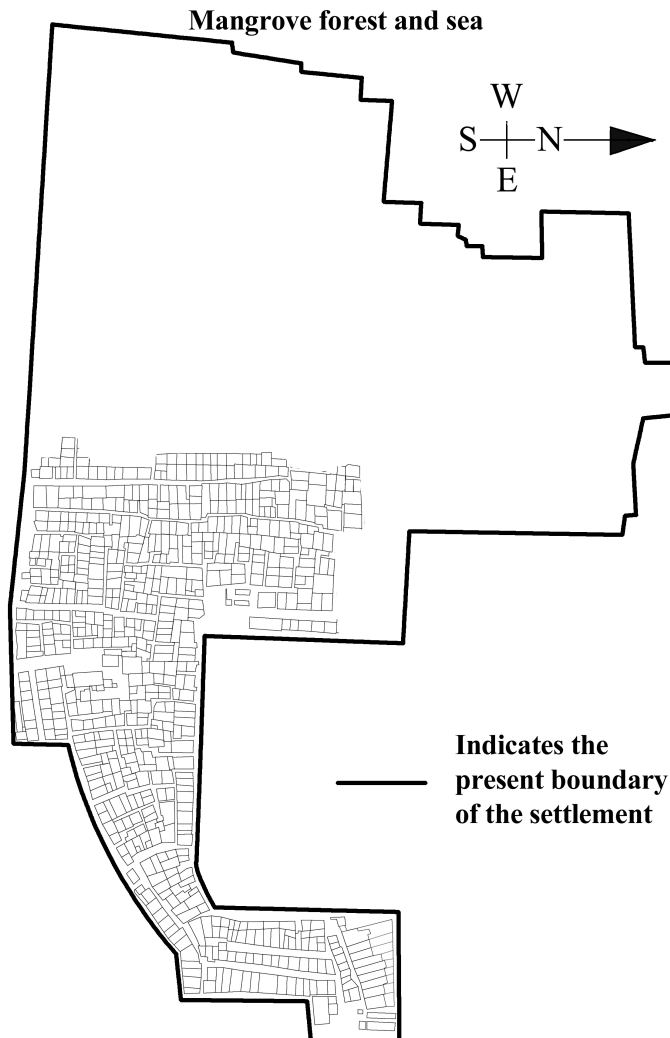 Mangrove forest and sea
W
S N
E
Indicates the
present boundary
of the settlement